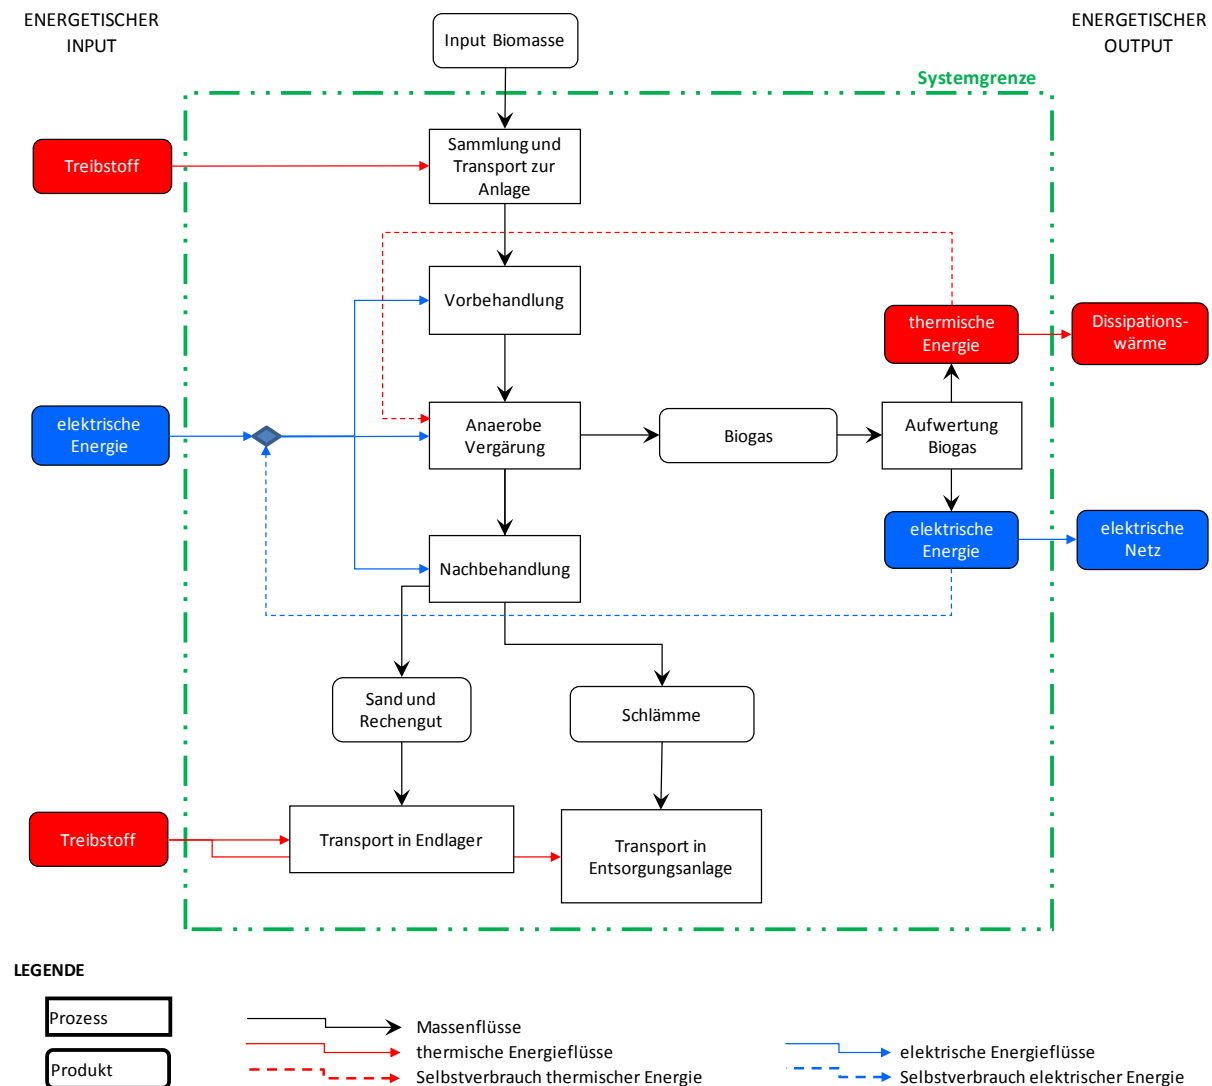 ENERGETISCHER
INPUT
Input Biomasse
ENERGETISCHER
OUTPUT
Systemgrenze
Treibstoff
Sammlung und
Transport zur
Anlage
Vorbehandlung
thermische
Energie
Dissipations-
wärme
elektrische
Energie
Anaerobe
Vergärung
Biogas
Aufwertung
Biogas
elektrische
Energie
elektrische
Netz
Nachbehandlung
Sand und
Rechengut
Schlämme
Treibstoff
Transport in Endlager
Transport in
Entsorgungsanlage
LEGENDE
Prozess
Produkt
Massenflüsse
thermische Energieflüsse
Selbstverbrauch thermischer Energie
elektrische Energieflüsse
Selbstverbrauch elektrischer Energie